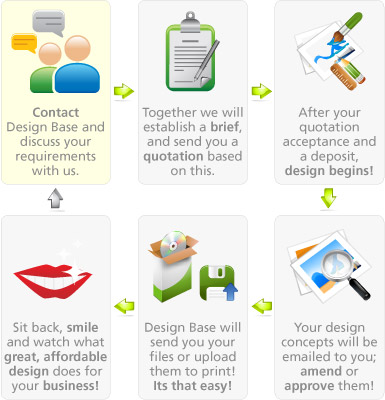 Contact
Design Base and
discuss your
requirements
with us.
Together we will
establish a brief,
and send you a
quotation based
on this.
After your
quotation
acceptance and
a deposit,
design begins!
Sit back, smile
and watch what
great, affordable
design does for
your business!
Design Base will
send you your
files or upload
them to print!
Its that easy!
Your design
concepts will be
emailed to you;
amend or
approve them!